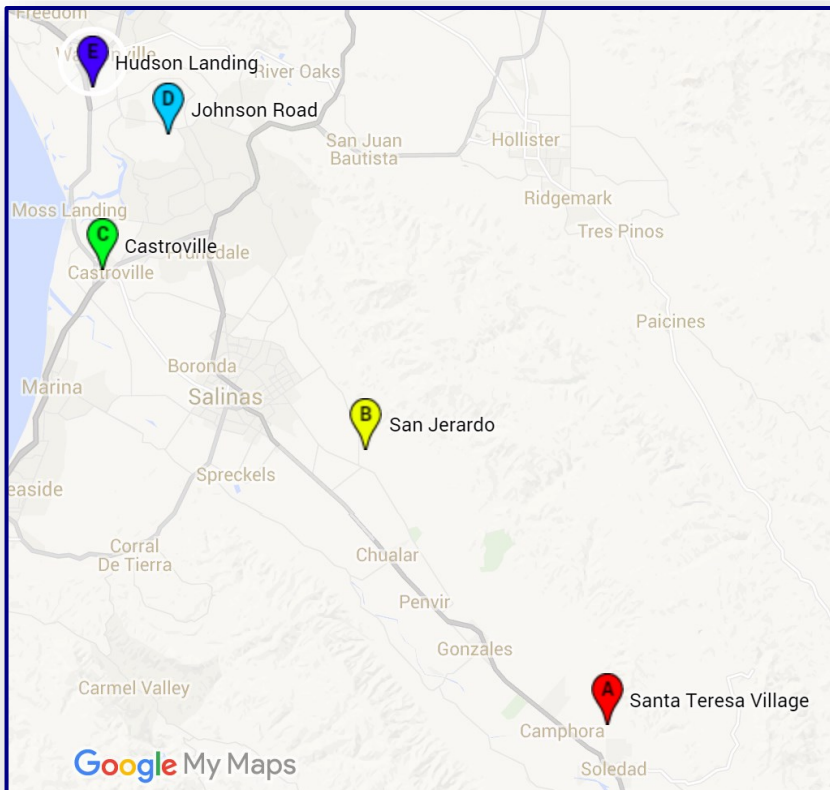 Freedom
E
Hudson Landing
River Oaks
D
Johnson Road
San Juan
Bautista
Hollister
Ridgemark
Moss Landing
C
Castroville
Tres Pinos
Castroville
Paicines
Boronda
Marina
Salinas
B
San Jerardo
Spreckels
easide
Corral
De Tierra
Chualar
Penvir
Gonzales
Carmel Valley
A
Santa Teresa Village
Camphora
Soledad
Google My Maps